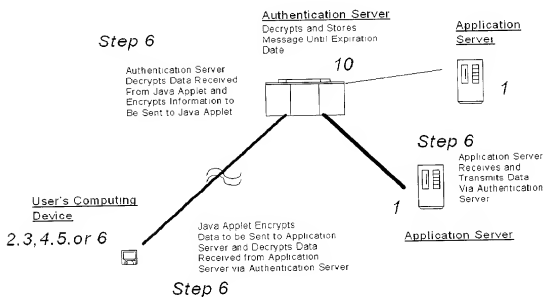 Step 6
Authentication Server
Decrypts Data Received
From Java Applet and
Encrypts Information to
Be Sent to Java Applet
Authentication Server
Decrypts and Stores
Message Until Expiration
Date
10
Application
Server
1
Step 6
Application Server
Receives and
Transmits Data
Via Authentication
Server
1
Application Server
User's Computing
Device
2.3,4.5.or 6
Java Applet Encrypts
Data to be Sent to Application
Server and Decrypts Data
Received from Application
Server via Authentication Server
Step 6